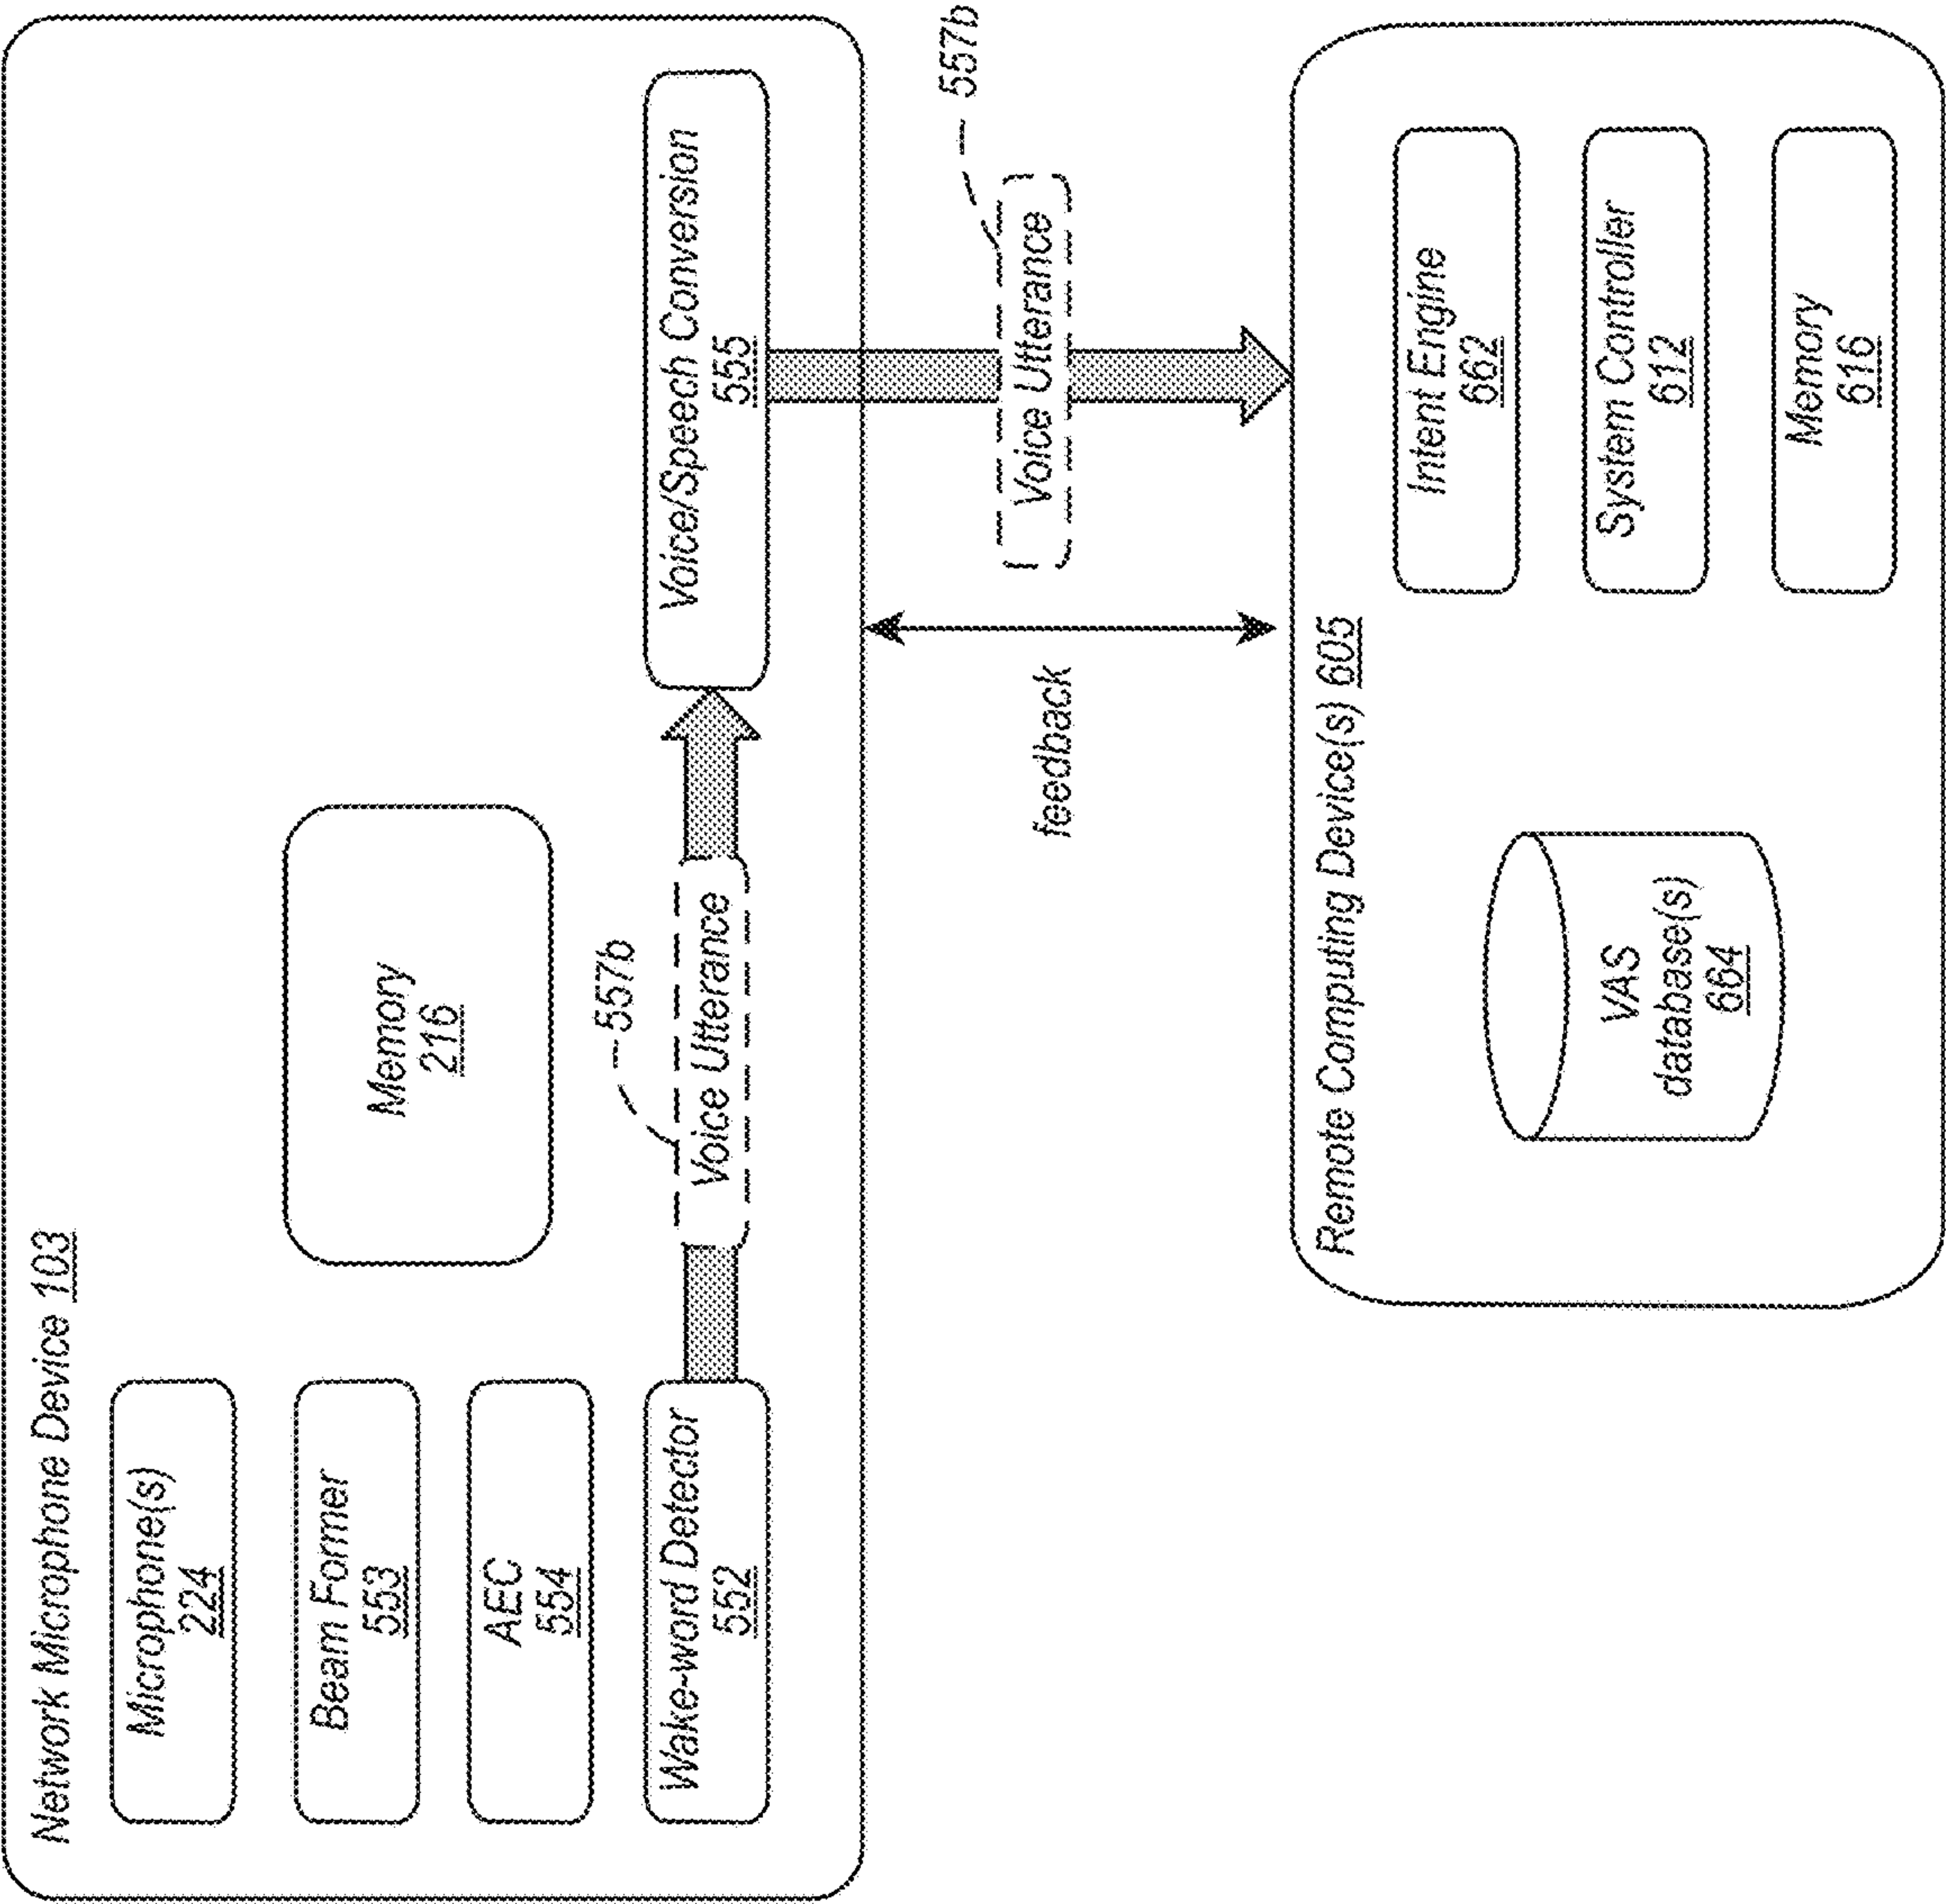 Network Microphone Device 103
Microphone(s)
224
Beam Former
553
AEC
554
Wake-word Detector
552
Memory
216
557b
Voice Utterance
Voice/Speech Conversion
555
feedback
Voice Utterance
557b
Remote Computing Device(s) 605
VAS
database(s)
664
Intent Engine
662
System Controller
612
Memory
616